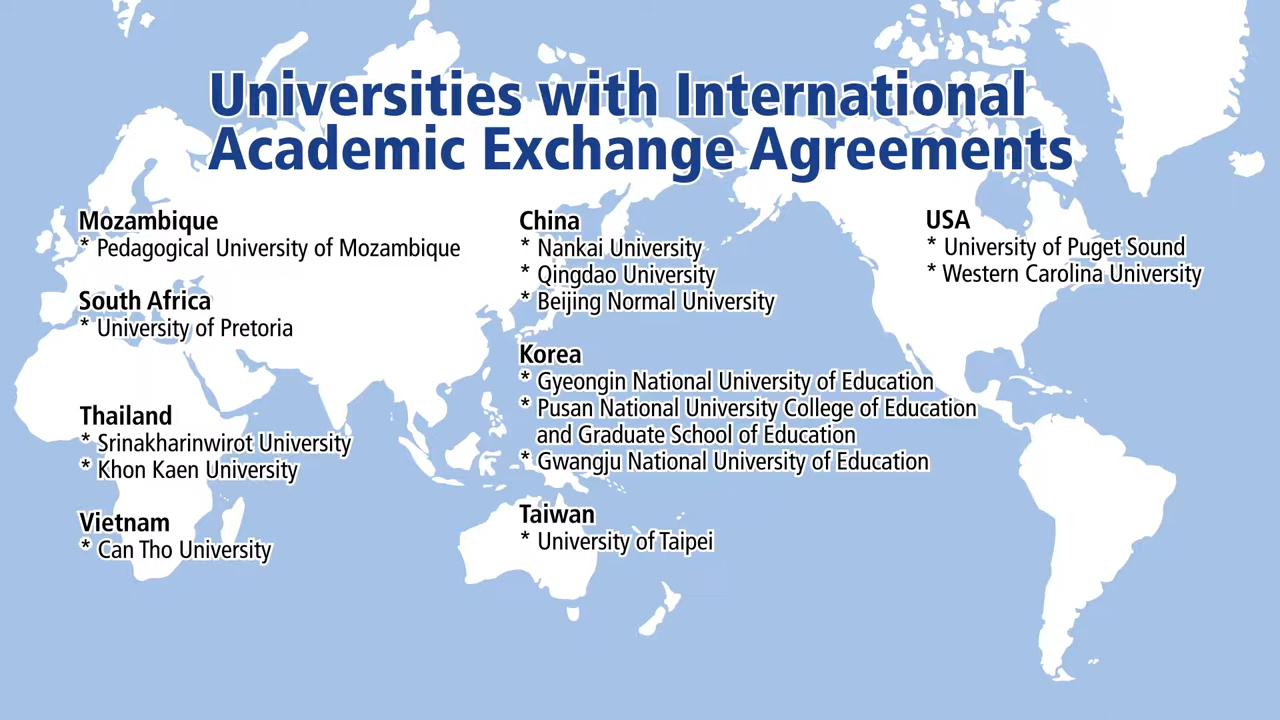 Universities with International
Academic Exchange Agreements
Mozambique
* Pedagogical University of Mozambique
South Africa
* University of Pretoria
Thailand
* Srinakharinwirot University
* Khon Kaen University
Vietnam
* Can Tho University
China
* Nankai University
* Qingdao University
* Beijing Normal University
Korea
* Gyeongin National University of Education
* Pusan National University College of Education
and Graduate School of Education
* Gwangju National University of Education
Taiwan
* University of Taipei
USA
* University of Puget Sound
* Western Carolina University